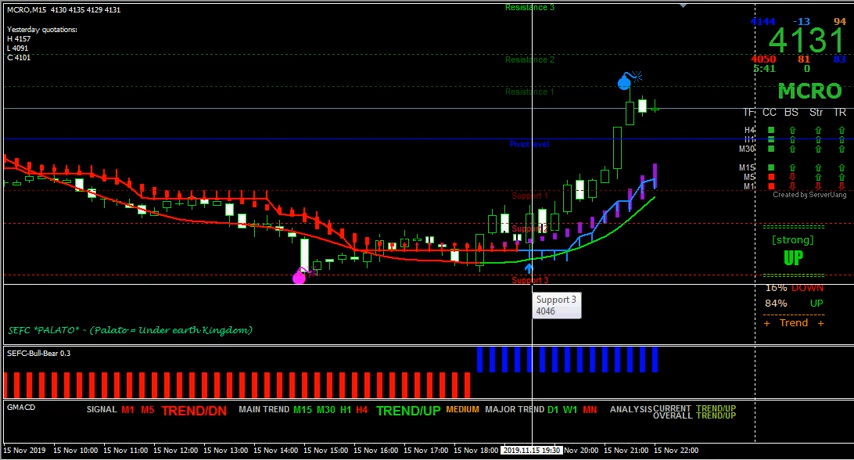 MCRO,M15 4130 4135 4129 4131
Yesterday quotations:
H 4157
L 4091
C 4101
Resistance 3
Resistance 2
Resistance 1
Pivot level
Support 1
Support 3
Support 3
4046
4144 -13 94
4131
4050 81 83
5:41 0
MCRO
TF CC BS Str TR
H4
H1
M30
M15
M5
M1
Created by ServerUang
[strong]
UP
16% DOWN
84% UP
+ Trend +
SEFC *PALATO* - (Palato = Under earth Kingdom)
SEFC-Bull-Bear 0.3
GMACD
SIGNAL M1 M5 TREND/DN MAIN TREND M15 M30 H1 H4 TREND/UP MEDIUM MAJOR TREND D1 W1 MN ANALYSIS CURRENT TREND/UP
OVERALL TREND/UP
15 Nov 2019 15 Nov 10:00 15 Nov 11:00 15 Nov 12:00 15 Nov 13:00 15 Nov 14:00 15 Nov 15:00 15 Nov 16:00 15 Nov 17:00 15 Nov 18:00 2019.11.15 19:30 Nov 20:00 15 Nov 21:00 15 Nov 22:00